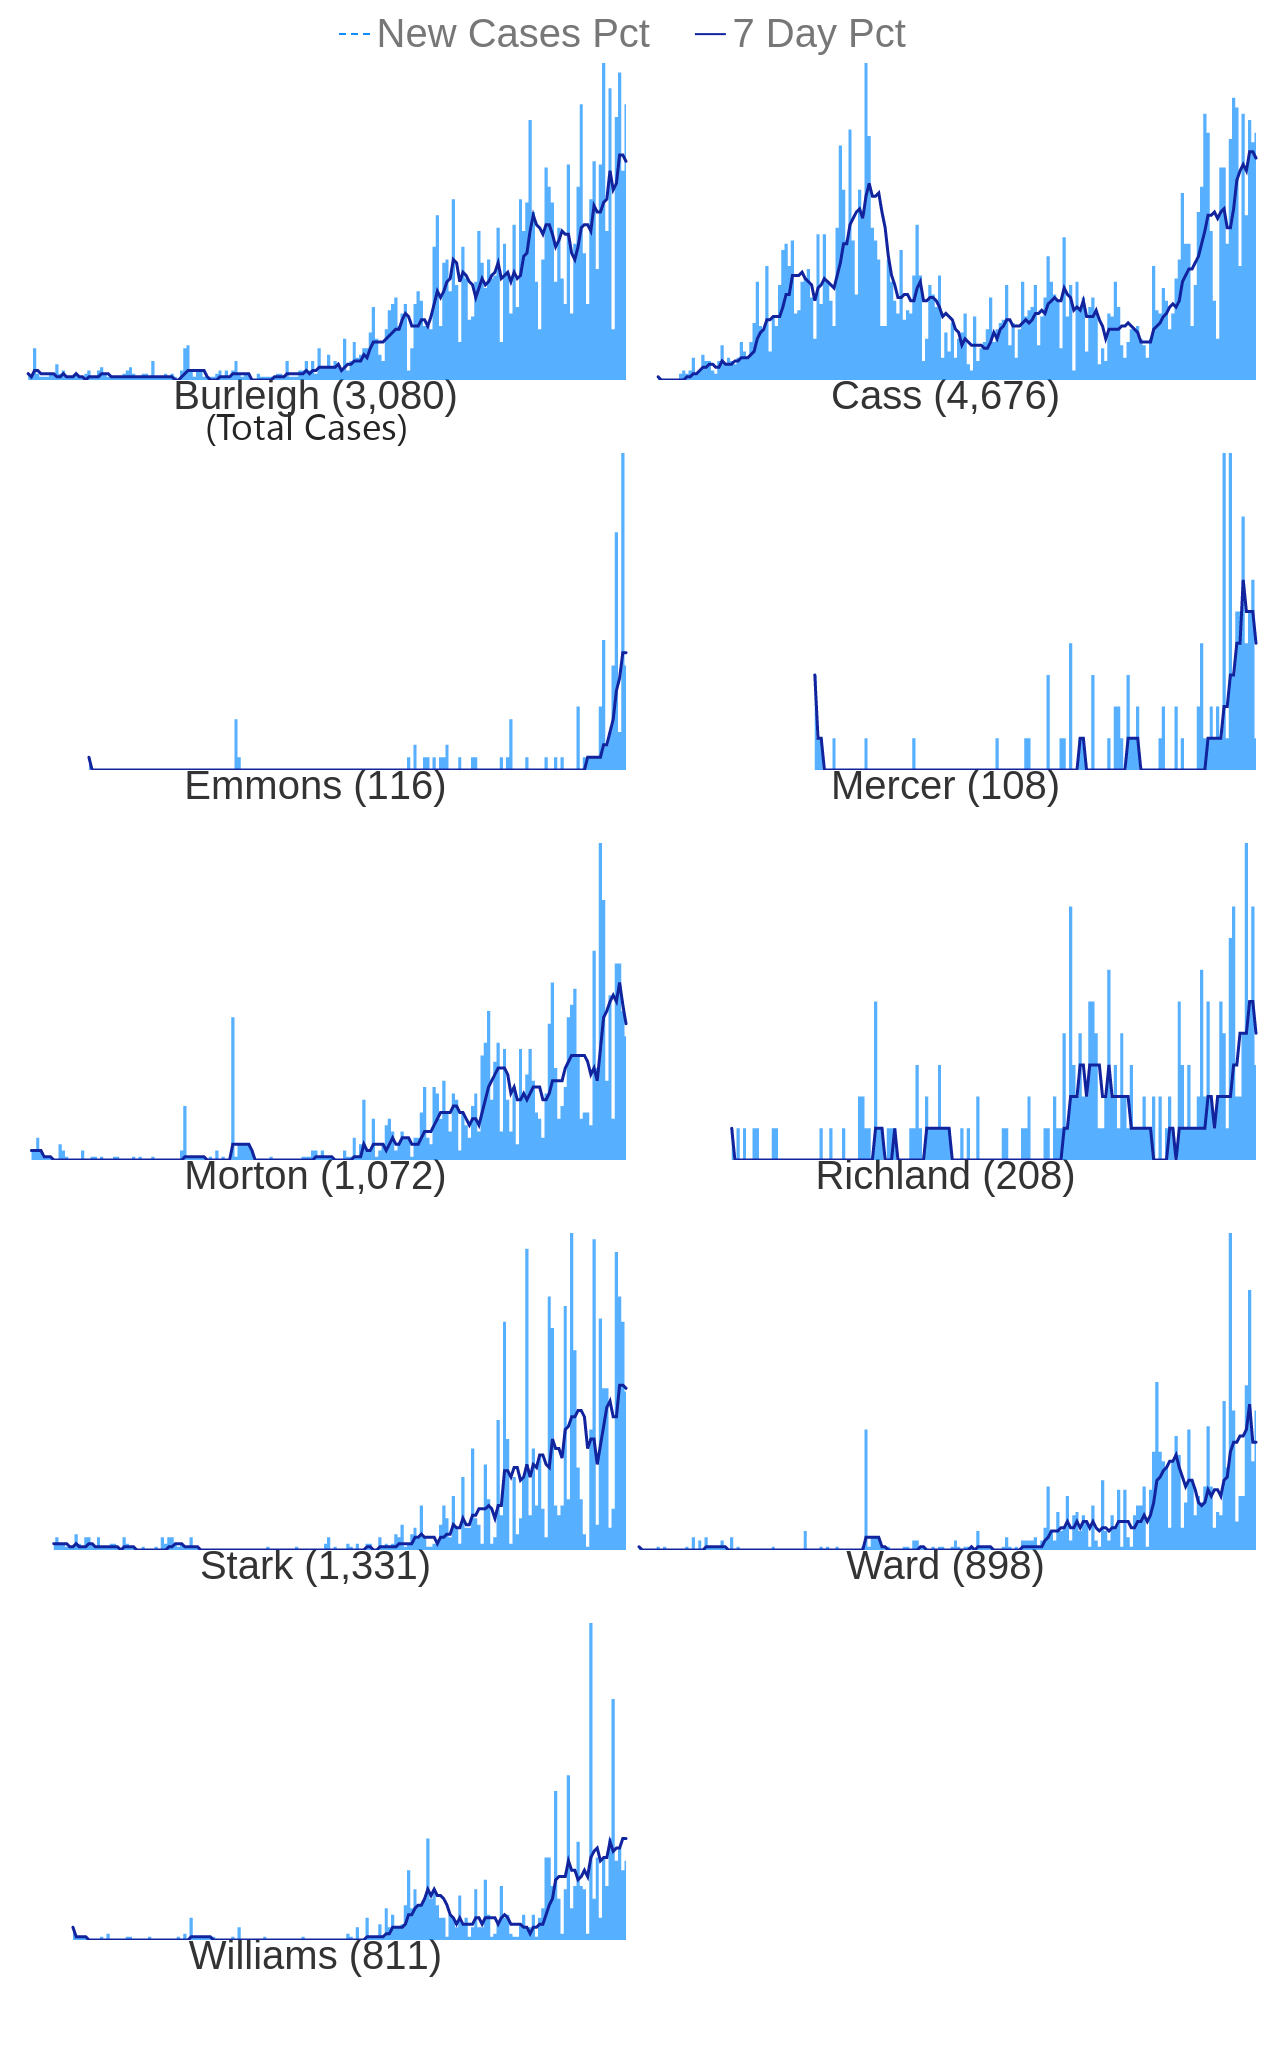 New Cases Pct 7 Day Pct
Burleigh (3,080)
(Total Cases)
Cass (4,676)
Emmons (116)
Mercer (108)
Morton (1,072)
Richland (208)
Stark (1,331)
Ward (898)
Williams (811)